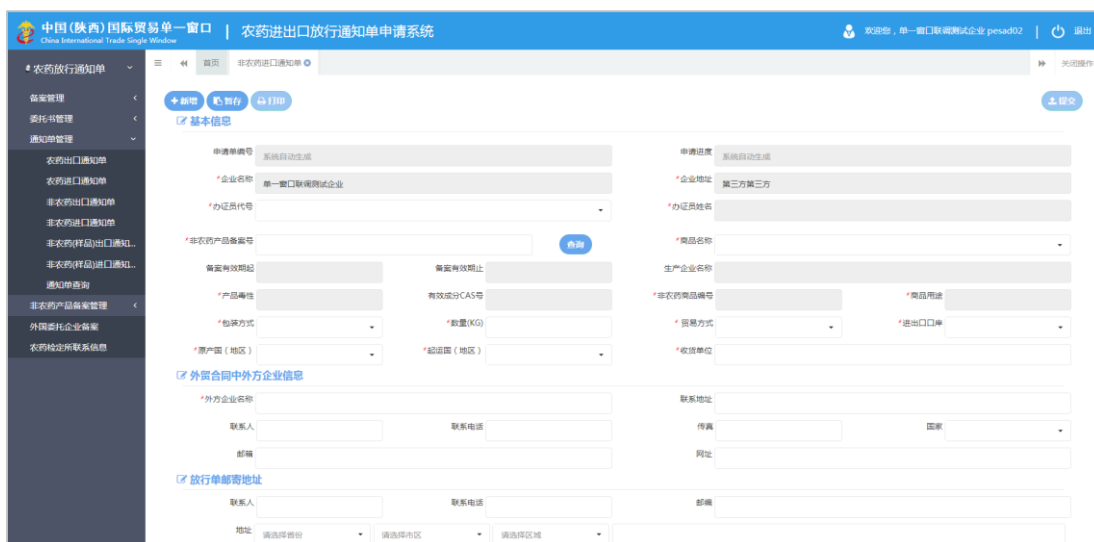 中国(陕西)国际贸易单一窗口 | 农药进出口放行通知单申请系统
China International Trade Single Window
欢迎您，单一窗口联调测试企业 pesad02 | 退出
农药放行通知单
首页 非农药进口通知单 关闭操作
备案管理
委托书管理
通知单管理
农药出口通知单
农药进口通知单
非农药出口通知单
非农药进口通知单
非农药(样品)出口通知...
非农药(样品)进口通知...
通知单查询
非农药产品备案管理
外国委托企业备案
农药检定所联系信息
+新增 暂存 打印 提交
基本信息
申请单编号 系统自动生成 申请进度 系统自动生成
*企业名称 单一窗口联调测试企业 *企业地址 第三方第三方
*办证员代号 *办证员姓名
*非农药产品备案号 查询 *商品名称
备案有效期起 备案有效期止 生产企业名称
*产品毒性 有效成分CAS号 *非农药商品编号 *商品用途
*包装方式 *数量(KG) *贸易方式 *进出口口岸
*原产国（地区） *起运国（地区） *收货单位
外贸合同中外方企业信息
*外方企业名称 联系地址
联系人 联系电话 传真 国家
邮箱 网址
放行单邮寄地址
联系人 联系电话 邮编
地址 请选择省份 请选择市区 请选择区域